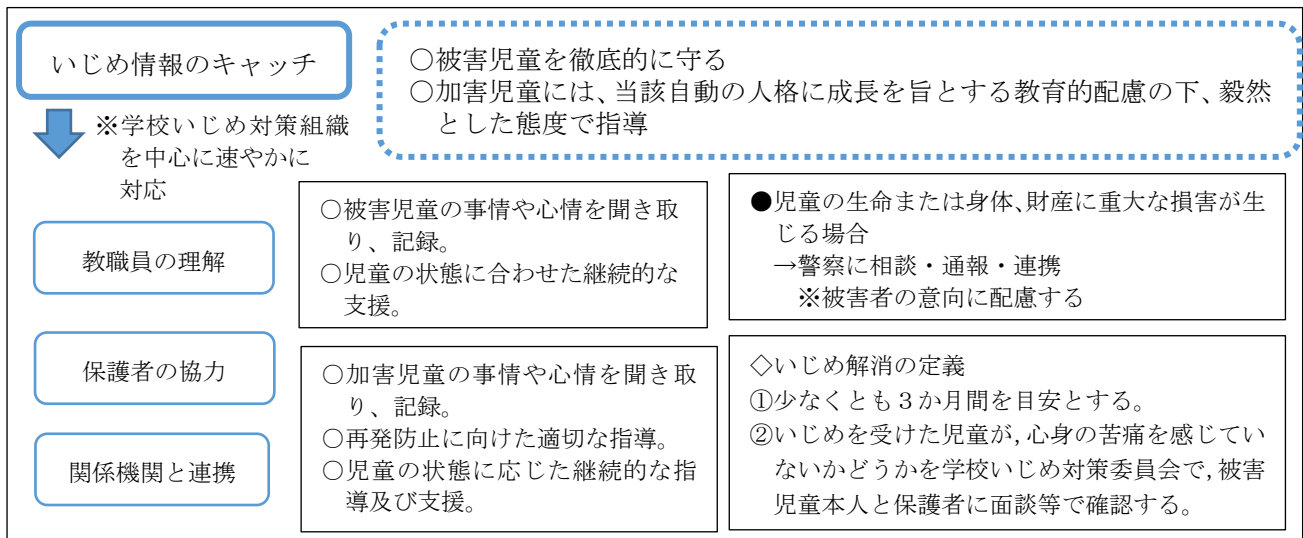 いじめ情報のキャッチ
○被害児童を徹底的に守る
○加害児童には、当該自動の人格に成長を旨とする教育的配慮の下、毅然
とした態度で指導
※学校いじめ対策組織
を中心に速やかに
対応
教職員の理解
保護者の協力
関係機関と連携
○被害児童の事情や心情を聞き取
り、記録。
○児童の状態に合わせた継続的な
支援。
○加害児童の事情や心情を聞き取
り、記録。
○再発防止に向けた適切な指導。
○児童の状態に応じた継続的な指
導及び支援。
●児童の生命または身体、財産に重大な損害が生
じる場合
→警察に相談・通報・連携
※被害者の意向に配慮する
◇いじめ解消の定義
①少なくとも３か月間を目安とする。
②いじめを受けた児童が,心身の苦痛を感じてい
ないかどうかを学校いじめ対策委員会で,被害
児童本人と保護者に面談等で確認する。